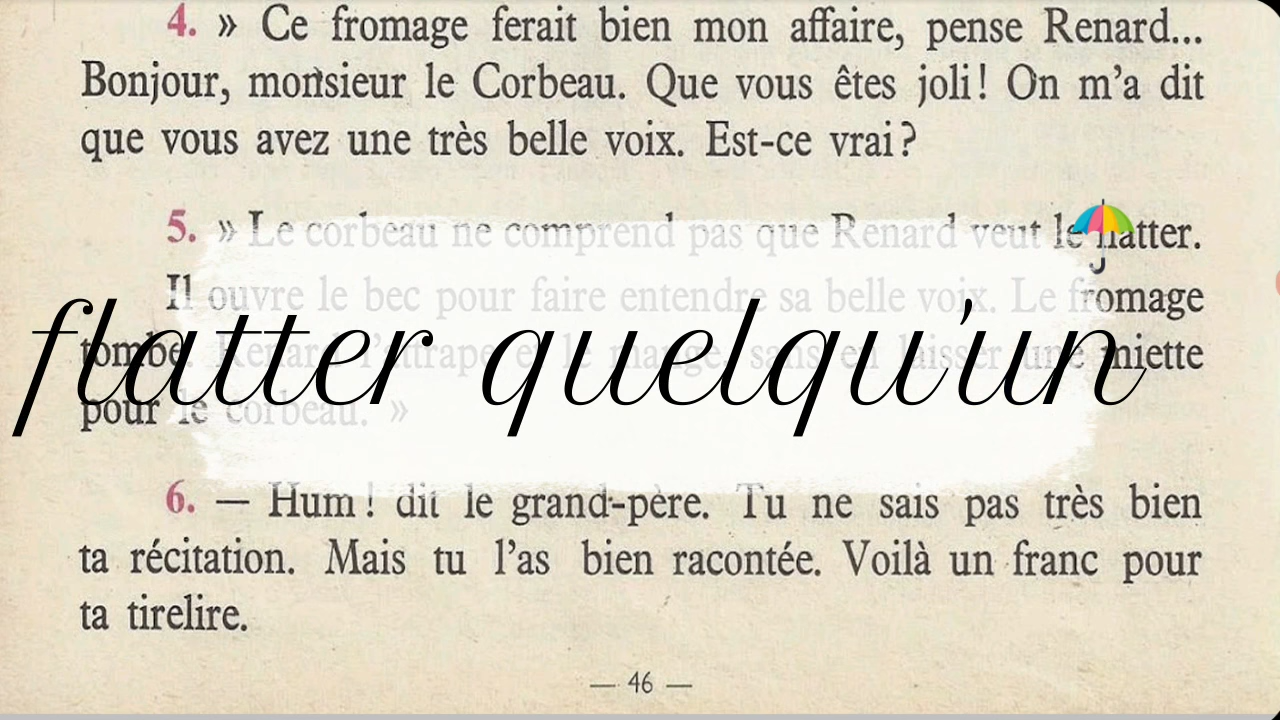 4. » Ce fromage ferait bien mon affaire, pense Renard...
Bonjour, monsieur le Corbeau. Que vous êtes joli! On m'a dit
que vous avez une très belle voix. Est-ce vrai?
5. » Le corbeau ne comprend pas que Renard veut le flatter.
Il ouvre le bec pour faire entendre sa belle voix. Le fromage
flatter quelqu'un
tombe. Renard l'attrape et le mange, sans en laisser une miette
pour le corbeau. »
6. — Hum! dit le grand-père. Tu ne sais pas très bien
ta récitation. Mais tu l'as bien racontée. Voilà un franc pour
ta tirelire.
— 46 —